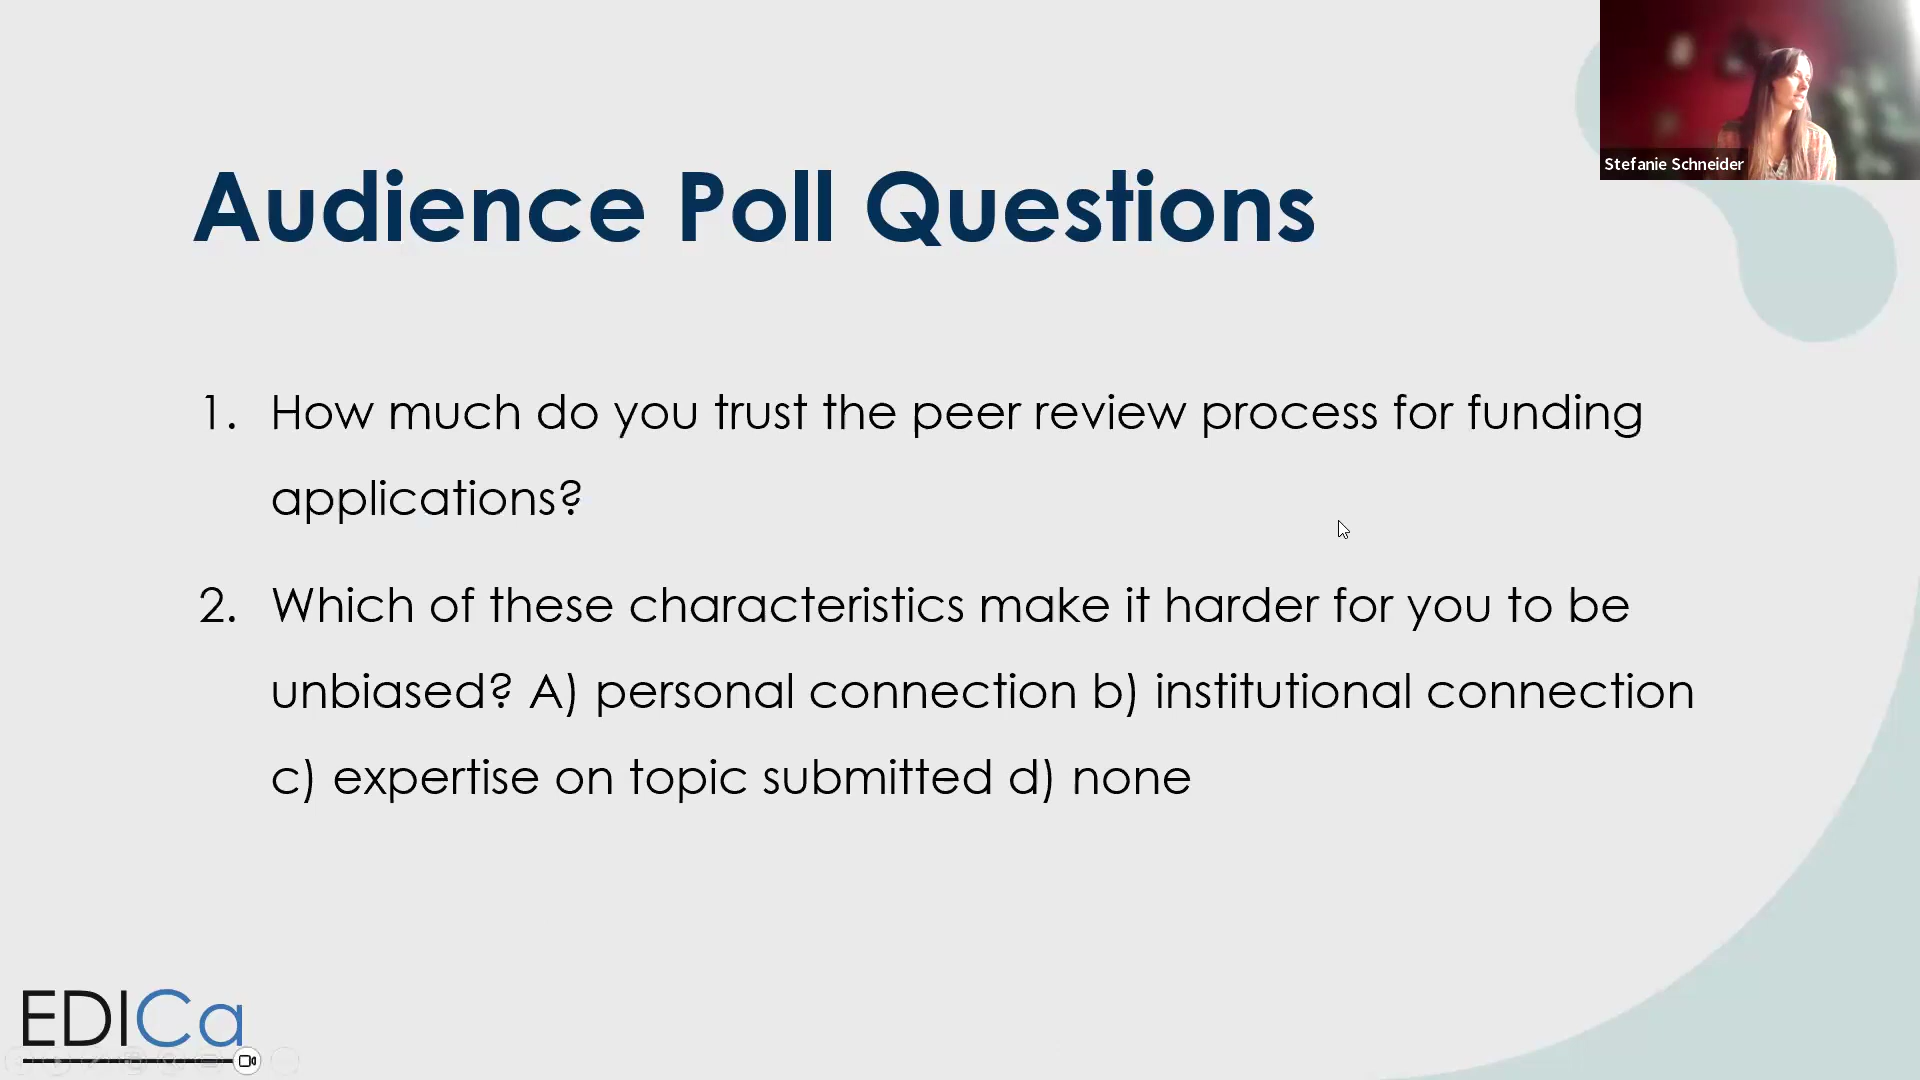 Stefanie Schneider
Audience Poll Questions
1. How much do you trust the peer review process for funding
applications?
2. Which of these characteristics make it harder for you to be
unbiased? A) personal connection b) institutional connection
c) expertise on topic submitted d) none
EDICa